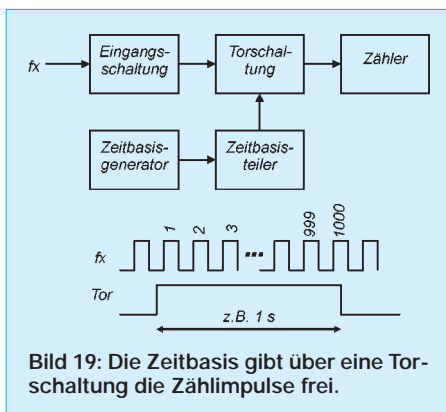 Eingangs-
schaltung
Torschal-
tung
Zähler
fx
Zeitbasis-
generator
Zeitbasis-
teiler
1 2 3 ... 999 1000
fx
Tor
z.B. 1 s
Bild 19: Die Zeitbasis gibt über eine Tor-
schaltung die Zählimpulse frei.